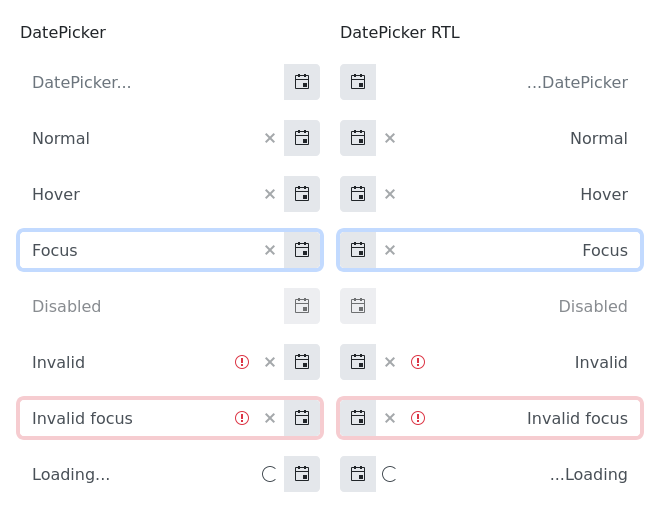 DatePicker
DatePicker...
Normal
Hover
Focus
Disabled
Invalid
Invalid focus
Loading...
DatePicker RTL
...DatePicker
Normal
Hover
Focus
Disabled
Invalid
Invalid focus
...Loading